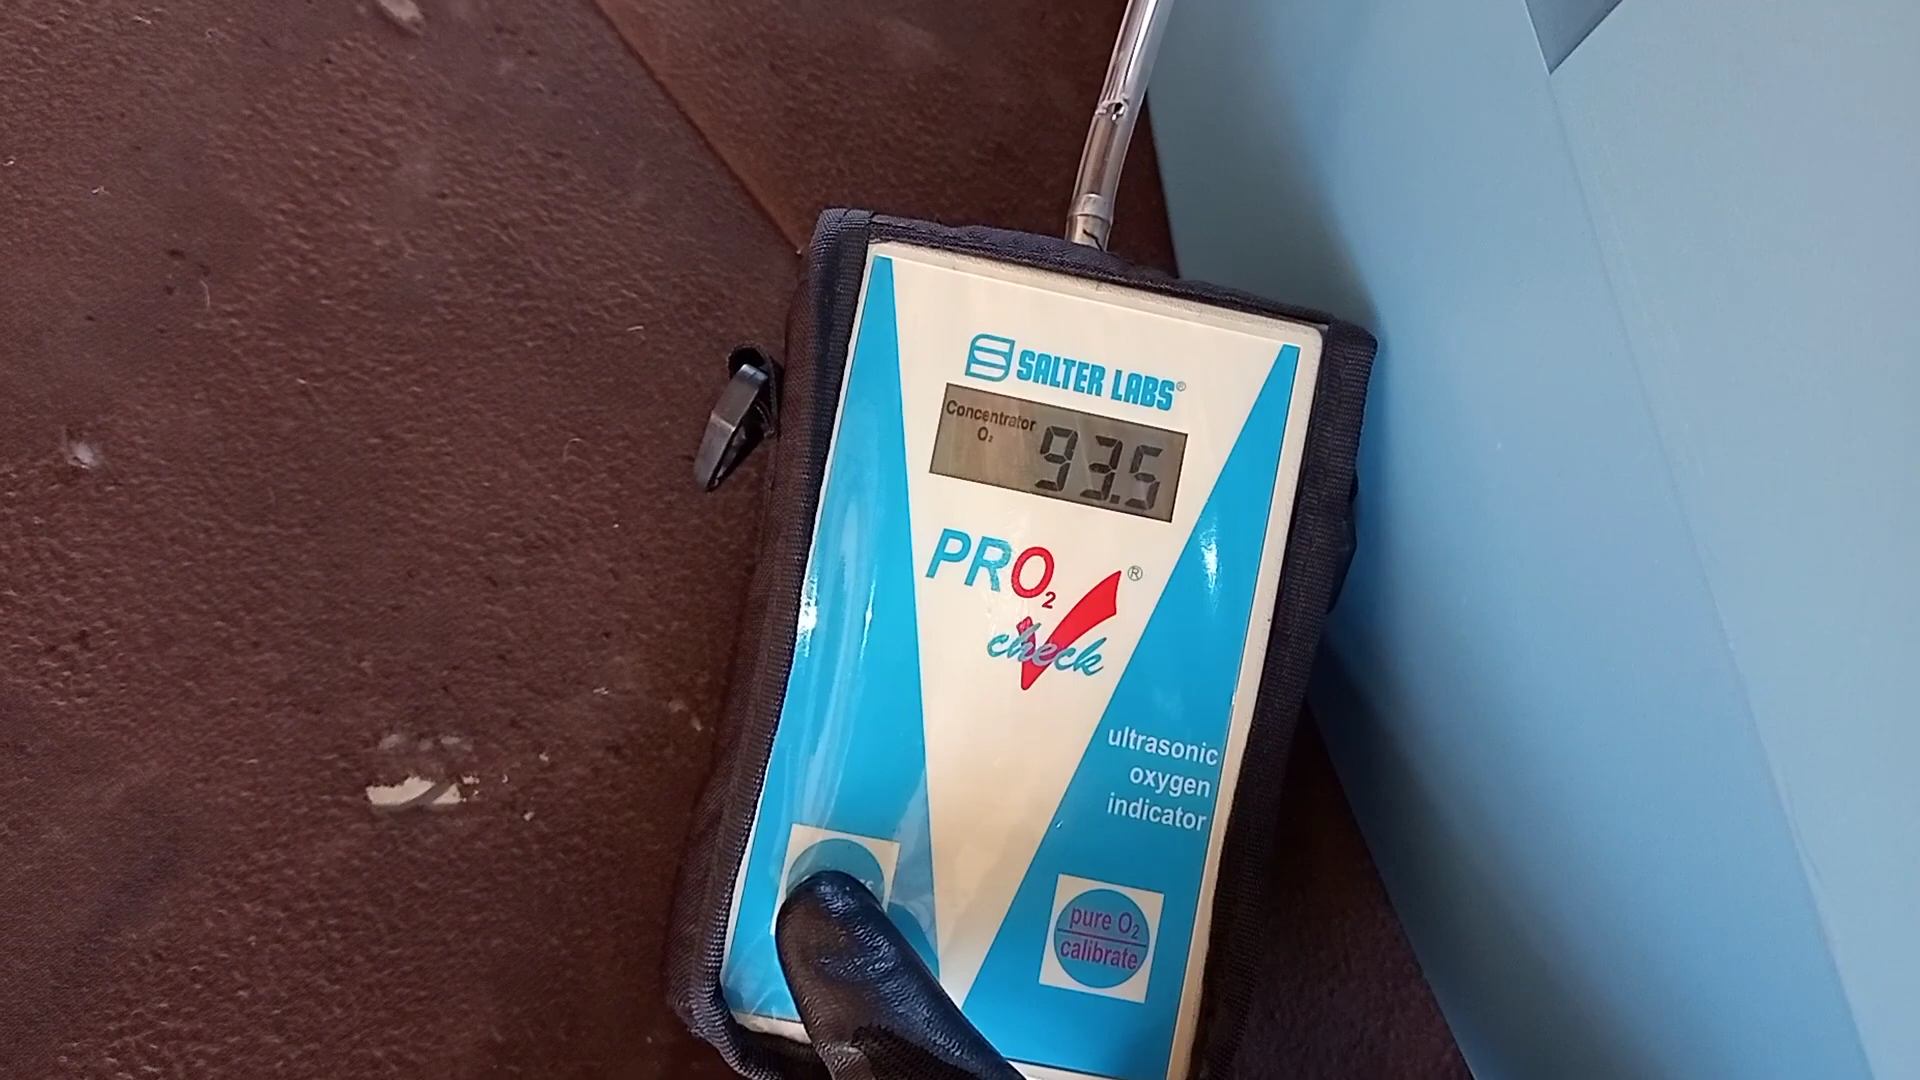 SALTER LABS®
Concentrator
O₂ 93.5
PRO₂ ®
check
ultrasonic
oxygen
indicator
pure O₂
calibrate